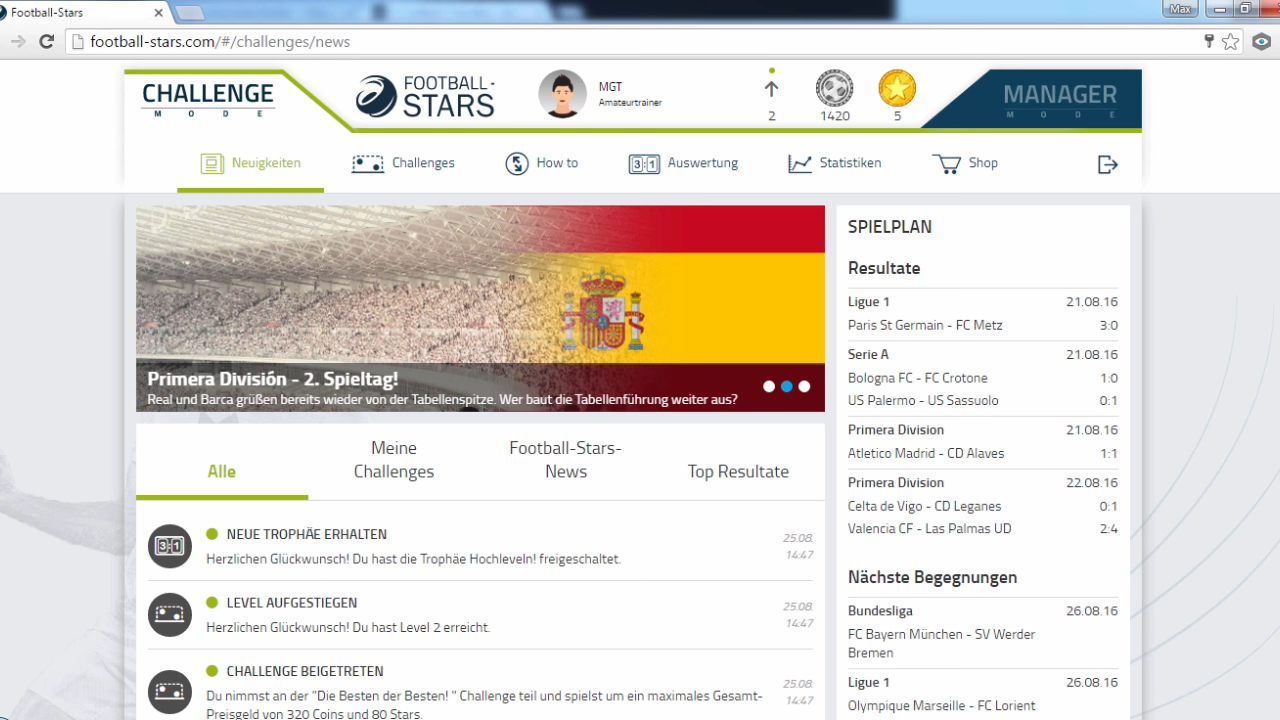 Football-Stars
Max
football-stars.com/#/challenges/news
CHALLENGE
MODE
FOOTBALL-
STARS
MGT
Amateurtrainer
2
1420
5
MANAGER
MODE
Neuigkeiten
Challenges
How to
3:1
Auswertung
Statistiken
Shop
Primera División - 2. Spieltag!
Real und Barca grüßen bereits wieder von der Tabellenspitze. Wer baut die Tabellenführung weiter aus?
Alle
Meine
Challenges
Football-Stars-
News
Top Resultate
3:1
NEUE TROPHÄE ERHALTEN
Herzlichen Glückwunsch! Du hast die Trophäe Hochleveln! freigeschaltet.
25.08.
14:47
LEVEL AUFGESTIEGEN
Herzlichen Glückwunsch! Du hast Level 2 erreicht.
25.08.
14:47
CHALLENGE BEIGETRETEN
Du nimmst an der "Die Besten der Besten! " Challenge teil und spielst um ein maximales Gesamt-
Preisgeld von 320 Coins und 80 Stars.
25.08.
14:47
SPIELPLAN
Resultate
Ligue 1 21.08.16
Paris St Germain - FC Metz 3:0
Serie A 21.08.16
Bologna FC - FC Crotone 1:0
US Palermo - US Sassuolo 0:1
Primera Division 21.08.16
Atletico Madrid - CD Alaves 1:1
Primera Division 22.08.16
Celta de Vigo - CD Leganes 0:1
Valencia CF - Las Palmas UD 2:4
Nächste Begegnungen
Bundesliga 26.08.16
FC Bayern München - SV Werder
Bremen
Ligue 1 26.08.16
Olympique Marseille - FC Lorient